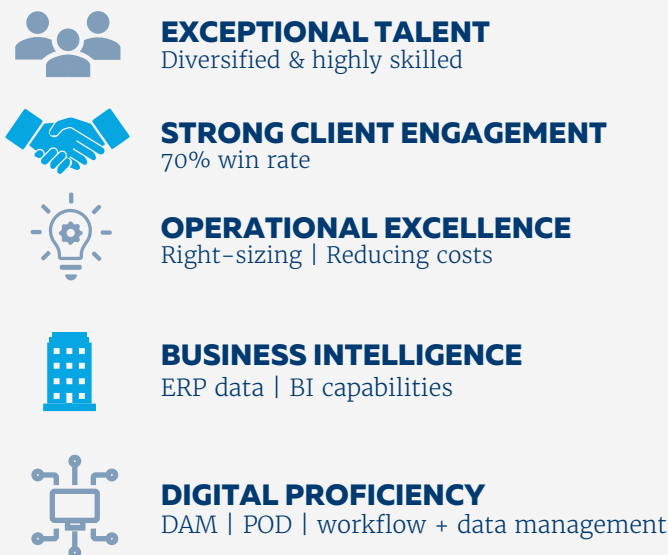 EXCEPTIONAL TALENT
Diversified & highly skilled
STRONG CLIENT ENGAGEMENT
70% win rate
OPERATIONAL EXCELLENCE
Right-sizing | Reducing costs
BUSINESS INTELLIGENCE
ERP data | BI capabilities
DIGITAL PROFICIENCY
DAM | POD | workflow + data management